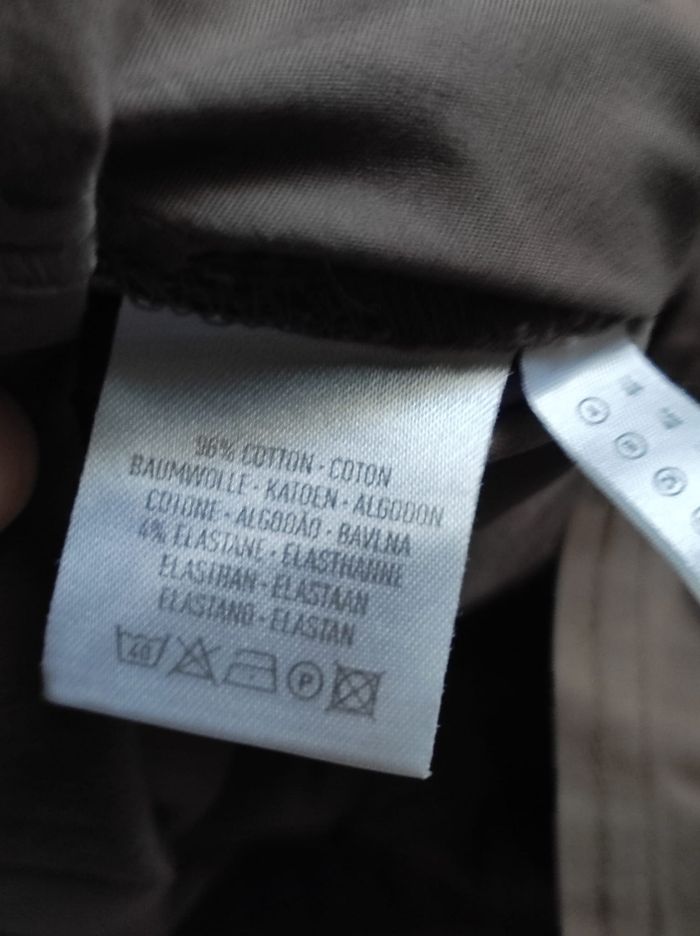 96% COTTON · COTON
BAUMWOLLE · KATOEN · ALGODON
COTONE · ALGODÃO · BAVLNA
4% ELASTANE · ELASTHANNE
ELASTHAN · ELASTAAN
ELASTANO · ELASTAN
40 P